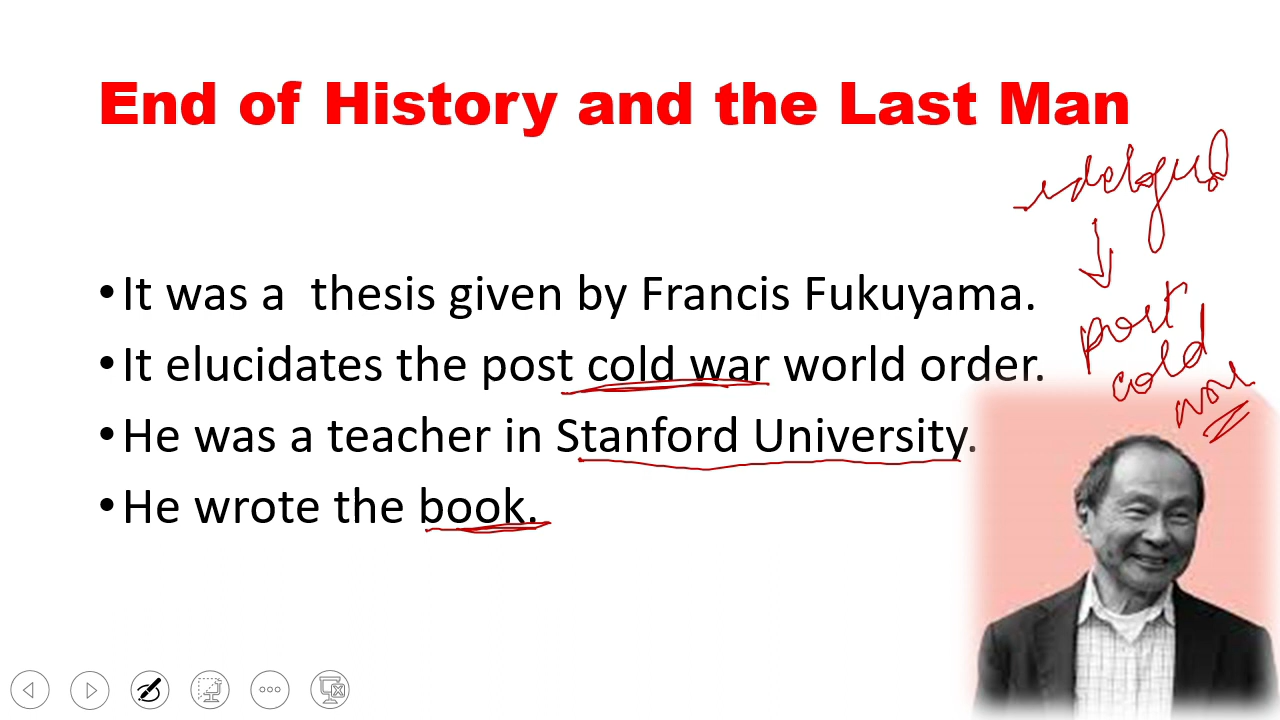 End of History and the Last Man
•It was a  thesis given by Francis Fukuyama.
•It elucidates the post cold war world order.
•He was a teacher in Stanford University.
•He wrote the book.
post
cold